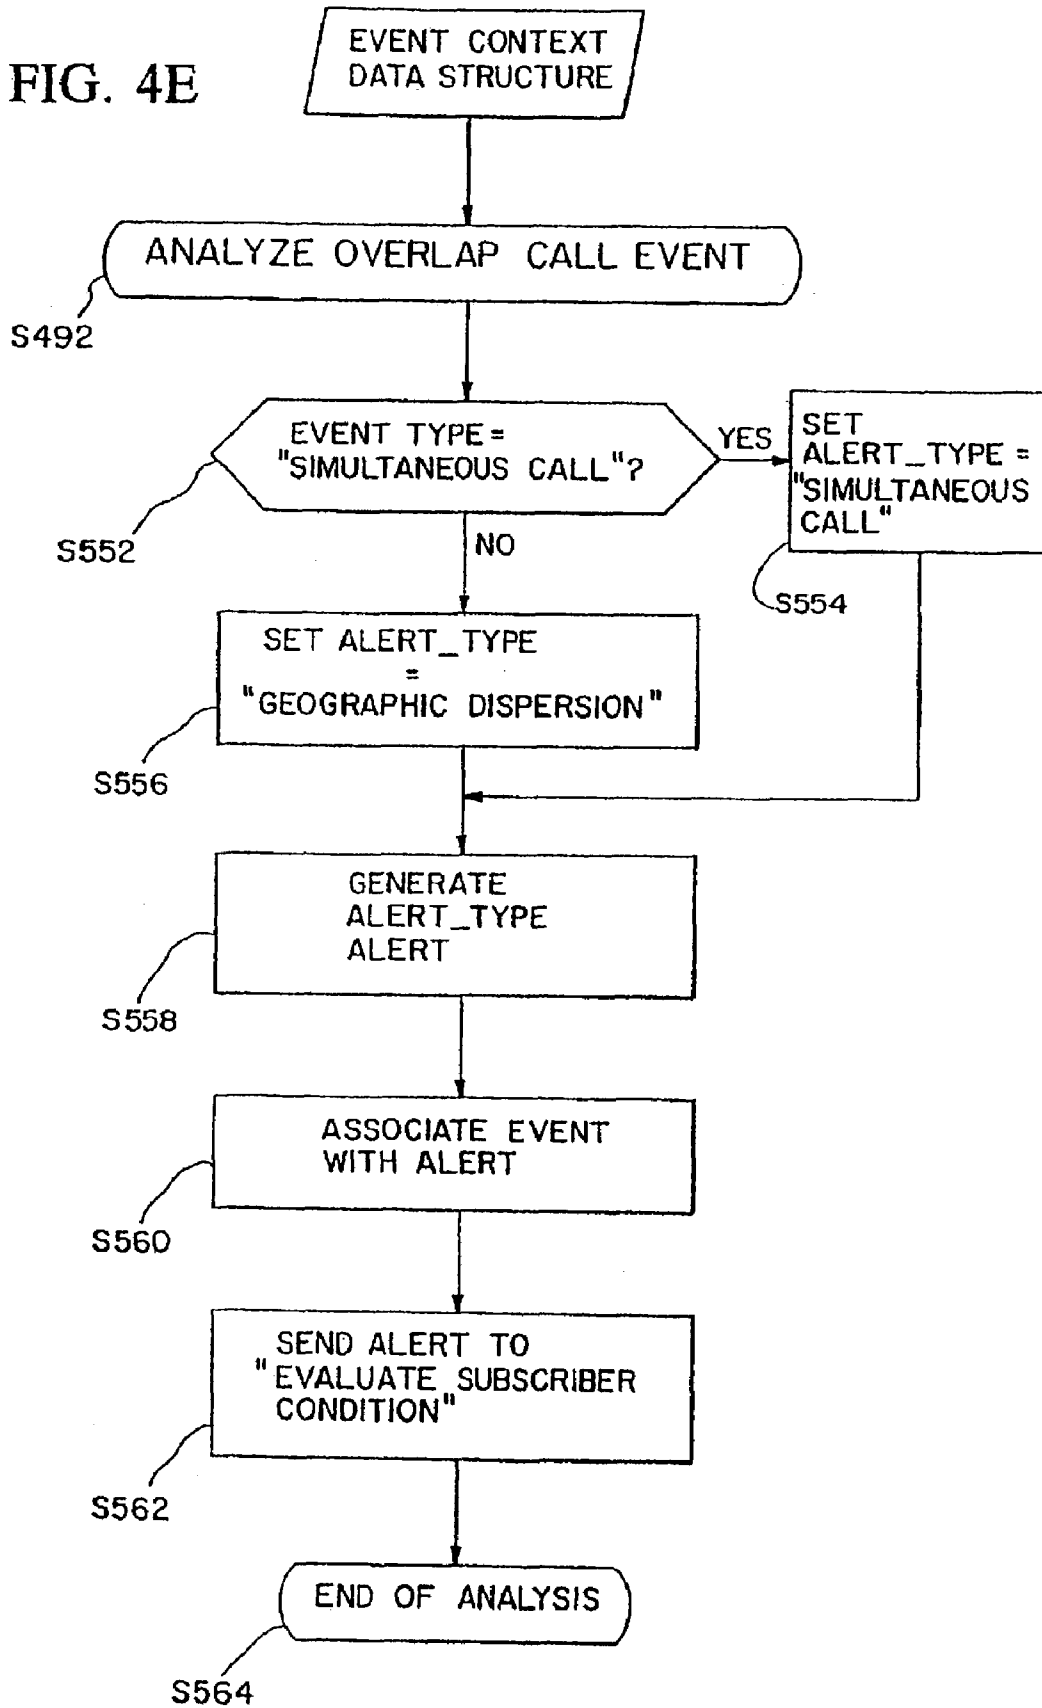 FIG. 4E
EVENT CONTEXT
DATA STRUCTURE
ANALYZE OVERLAP CALL EVENT
S492
EVENT TYPE =
"SIMULTANEOUS CALL"?
YES
SET
ALERT_TYPE =
"SIMULTANEOUS
CALL"
S552
NO
S554
SET ALERT_TYPE
=
"GEOGRAPHIC DISPERSION"
S556
GENERATE
ALERT_TYPE
ALERT
S558
ASSOCIATE EVENT
WITH ALERT
S560
SEND ALERT TO
"EVALUATE SUBSCRIBER
CONDITION"
S562
END OF ANALYSIS
S564